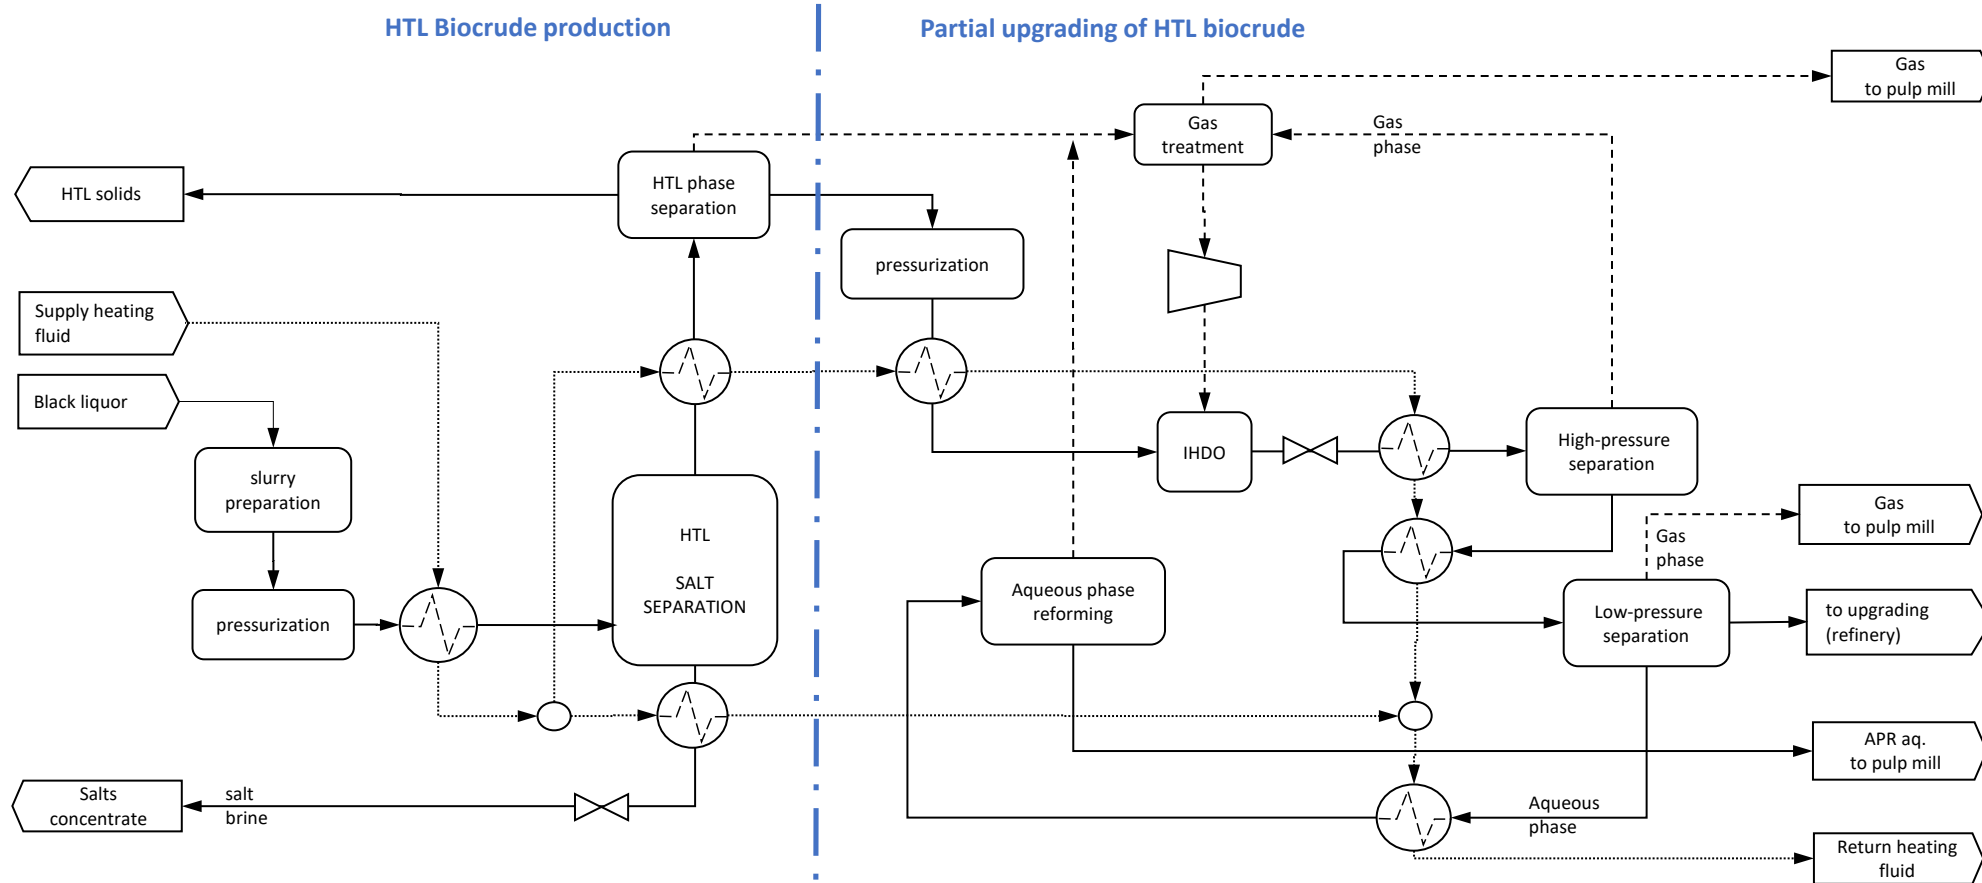 HTL Biocrude production
Partial upgrading of HTL biocrude
Gas
to pulp mill
Gas
treatment
Gas
phase
HTL solids
HTL phase
separation
pressurization
Supply heating
fluid
Black liquor
slurry
preparation
IHDO
High-pressure
separation
HTL
SALT
SEPARATION
Gas
to pulp mill
Gas
phase
pressurization
Aqueous phase
reforming
Low-pressure
separation
to upgrading
(refinery)
APR aq.
to pulp mill
Salts
concentrate
salt
brine
Aqueous
phase
Return heating
fluid